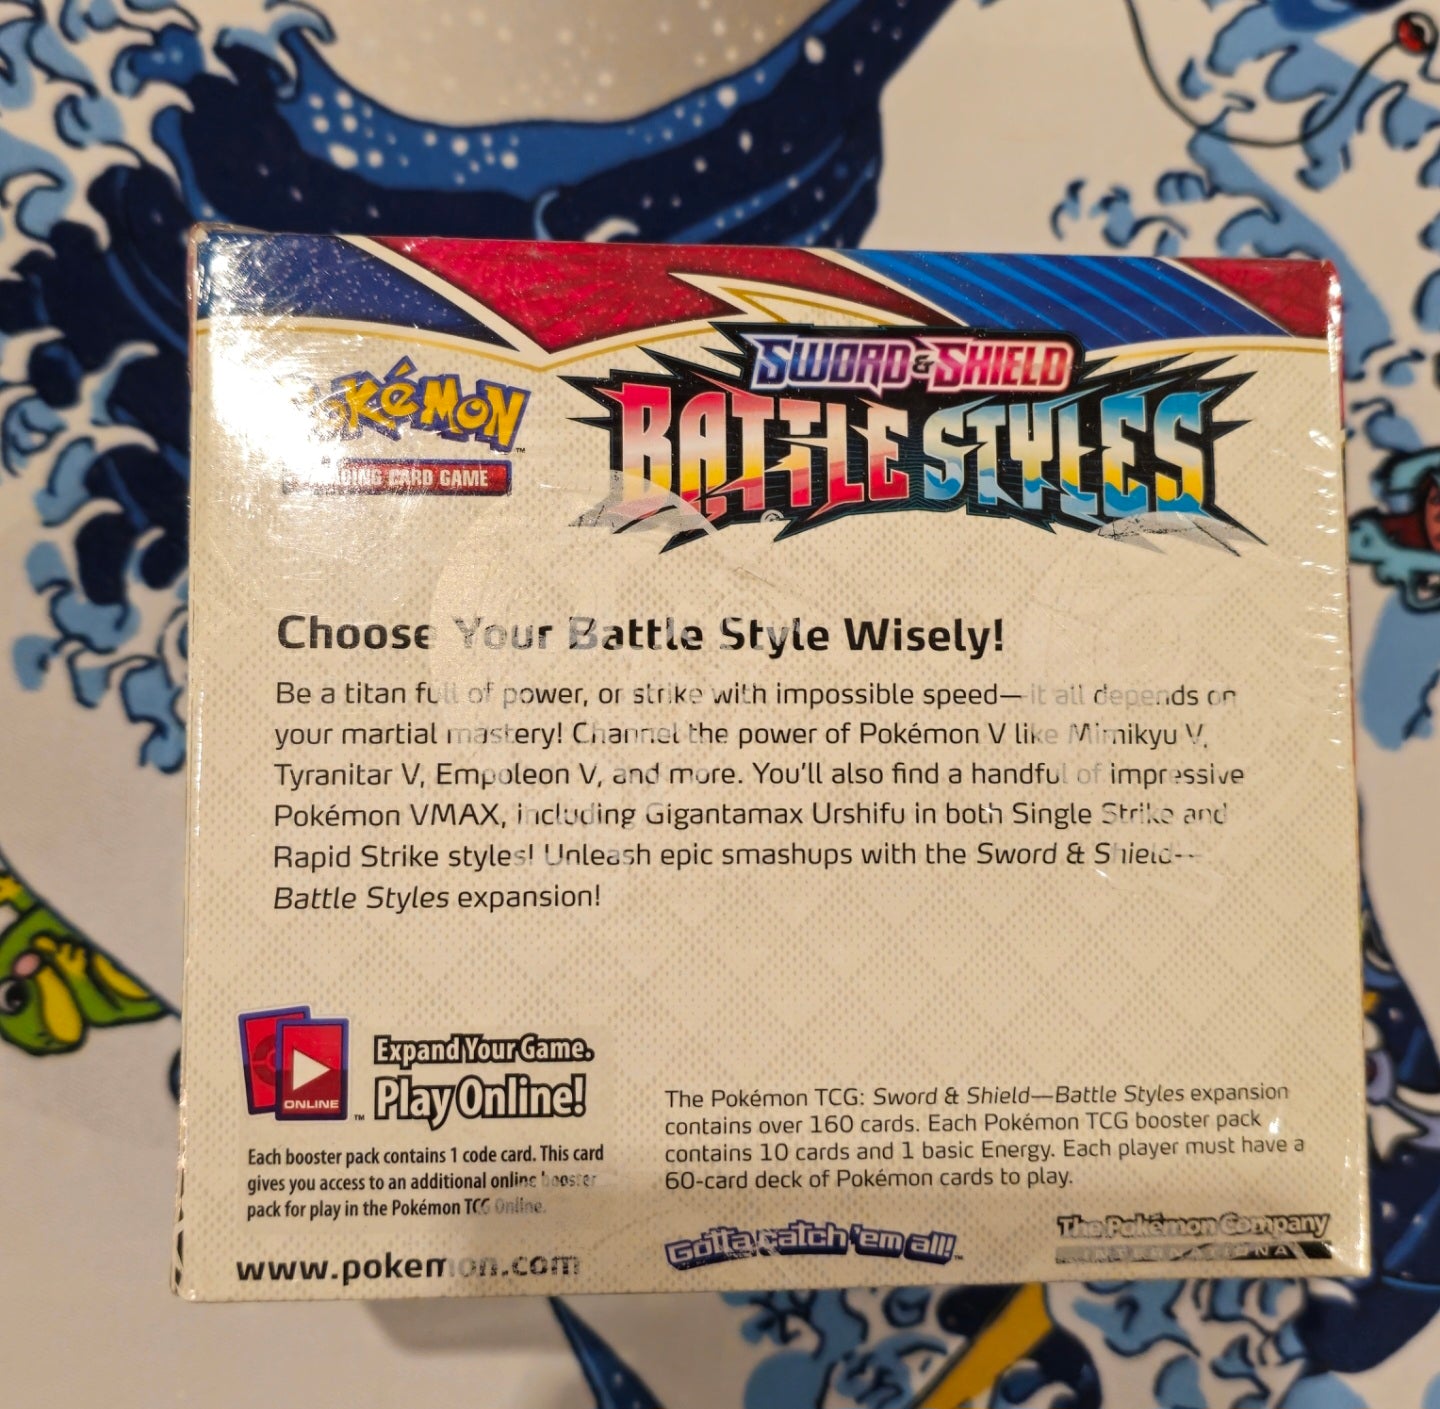 SWORD & SHIELD
Pokémon™
BATTLE STYLES
TRADING CARD GAME
Choose Your Battle Style Wisely!
Be a titan full of power, or strike with impossible speed—it all depends on
your martial mastery! Channel the power of Pokémon V like Mimikyu V,
Tyranitar V, Empoleon V, and more. You'll also find a handful of impressive
Pokémon VMAX, including Gigantamax Urshifu in both Single Strike and
Rapid Strike styles! Unleash epic smashups with the Sword & Shield—
Battle Styles expansion!
Expand Your Game.
Play Online!
ONLINE™
Each booster pack contains 1 code card. This card
gives you access to an additional online booster
pack for play in the Pokémon TCG Online.
www.pokemon.com
The Pokémon TCG: Sword & Shield—Battle Styles expansion
contains over 160 cards. Each Pokémon TCG booster pack
contains 10 cards and 1 basic Energy. Each player must have a
60-card deck of Pokémon cards to play.
Gotta catch 'em all!™
The Pokémon Company
INTERNATIONAL